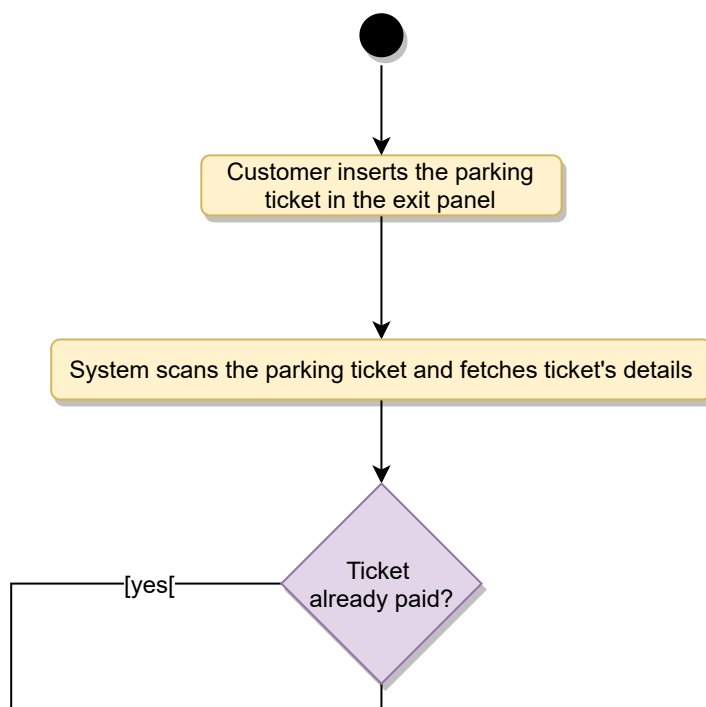 Customer inserts the parking
ticket in the exit panel
System scans the parking ticket and fetches ticket's details
Ticket
already paid?
[yes[